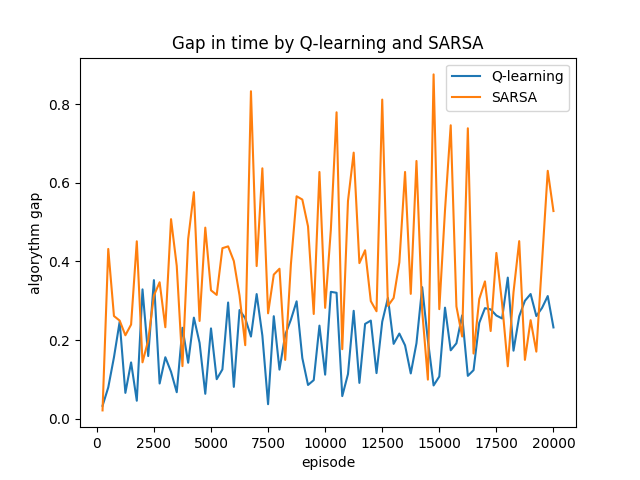 Gap in time by Q-learning and SARSA
Q-learning
SARSA
0.8
0.6
0.4
0.2
0.0
algorythm gap
0 2500 5000 7500 10000 12500 15000 17500 20000
episode